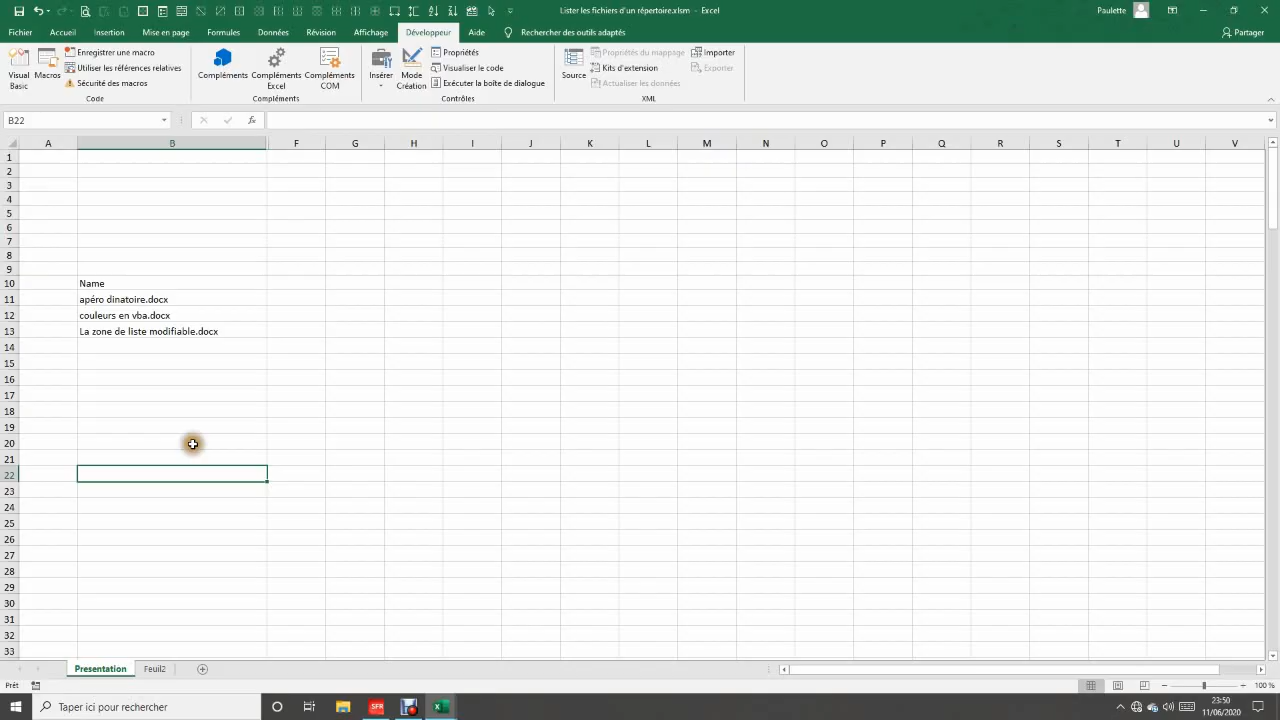 Lister les fichiers d'un répertoire.xlsm - Excel
Paulette
Fichier Accueil Insertion Mise en page Formules Données Révision Affichage Développeur Aide Rechercher des outils adaptés Partager
Visual Basic
Macros
Enregistrer une macro
Utiliser les références relatives
Sécurité des macros
Code
Compléments
Compléments Excel
Compléments COM
Compléments
Insérer
Mode Création
Propriétés
Visualiser le code
Exécuter la boîte de dialogue
Contrôles
Source
Propriétés du mappage
Kits d'extension
Actualiser les données
Importer
Exporter
XML
B22
fx
A B F G H I J K L M N O P Q R S T U V
1
2
3
4
5
6
7
8
9
10 Name
11 apéro dinatoire.docx
12 couleurs en vba.docx
13 La zone de liste modifiable.docx
14
15
16
17
18
19
20
21
22
23
24
25
26
27
28
29
30
31
32
33
Presentation Feuil2
Prêt
100 %
Taper ici pour rechercher
SFR
23:50
11/06/2020